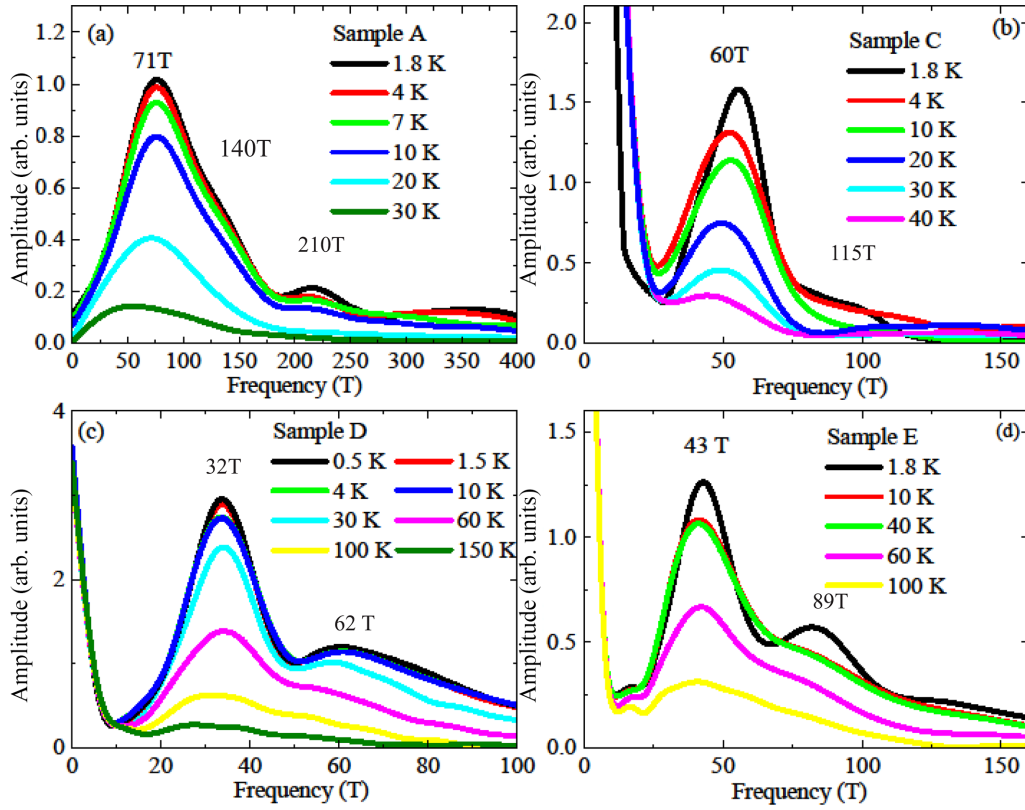 (a)
Sample A
71T
1.8 K
4 K
7 K
140T
10 K
20 K
210T
30 K
1.2
1.0
0.8
0.6
0.4
0.2
0.0
0 50 100 150 200 250 300 350 400
Frequency (T)
Amplitude (arb. units)
(b)
60T
Sample C
1.8 K
4 K
10 K
20 K
30 K
40 K
115T
2.0
1.5
1.0
0.5
0.0
0 50 100 150
Frequency (T)
Amplitude (arb. units)
(c)
Sample D
32T
0.5 K 1.5 K
4 K 10 K
30 K 60 K
100 K 150 K
62 T
4
2
0
0 20 40 60 80 100
Frequency (T)
Amplitude (arb. units)
(d)
43 T
Sample E
1.8 K
10 K
40 K
60 K
100 K
89T
1.5
1.0
0.5
0.0
0 50 100 150
Frequency (T)
Amplitude (arb. units)